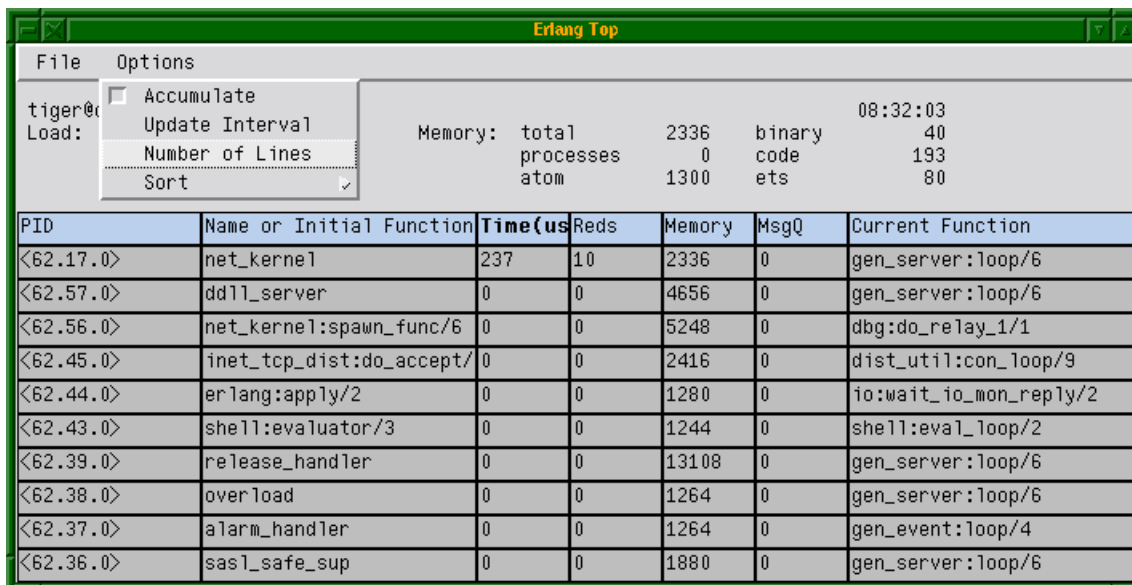 Erlang Top
File Options
Accumulate
Update Interval
Number of Lines
Sort
tiger@
Load:
08:32:03
Memory: total 2336 binary 40
processes 0 code 193
atom 1300 ets 80
PID Name or Initial Function Time(us Reds Memory MsgQ Current Function
<62.17.0> net_kernel 237 10 2336 0 gen_server:loop/6
<62.57.0> ddll_server 0 0 4656 0 gen_server:loop/6
<62.56.0> net_kernel:spawn_func/6 0 0 5248 0 dbg:do_relay_1/1
<62.45.0> inet_tcp_dist:do_accept/ 0 0 2416 0 dist_util:con_loop/9
<62.44.0> erlang:apply/2 0 0 1280 0 io:wait_io_mon_reply/2
<62.43.0> shell:evaluator/3 0 0 1244 0 shell:eval_loop/2
<62.39.0> release_handler 0 0 13108 0 gen_server:loop/6
<62.38.0> overload 0 0 1264 0 gen_server:loop/6
<62.37.0> alarm_handler 0 0 1264 0 gen_event:loop/4
<62.36.0> sasl_safe_sup 0 0 1880 0 gen_server:loop/6